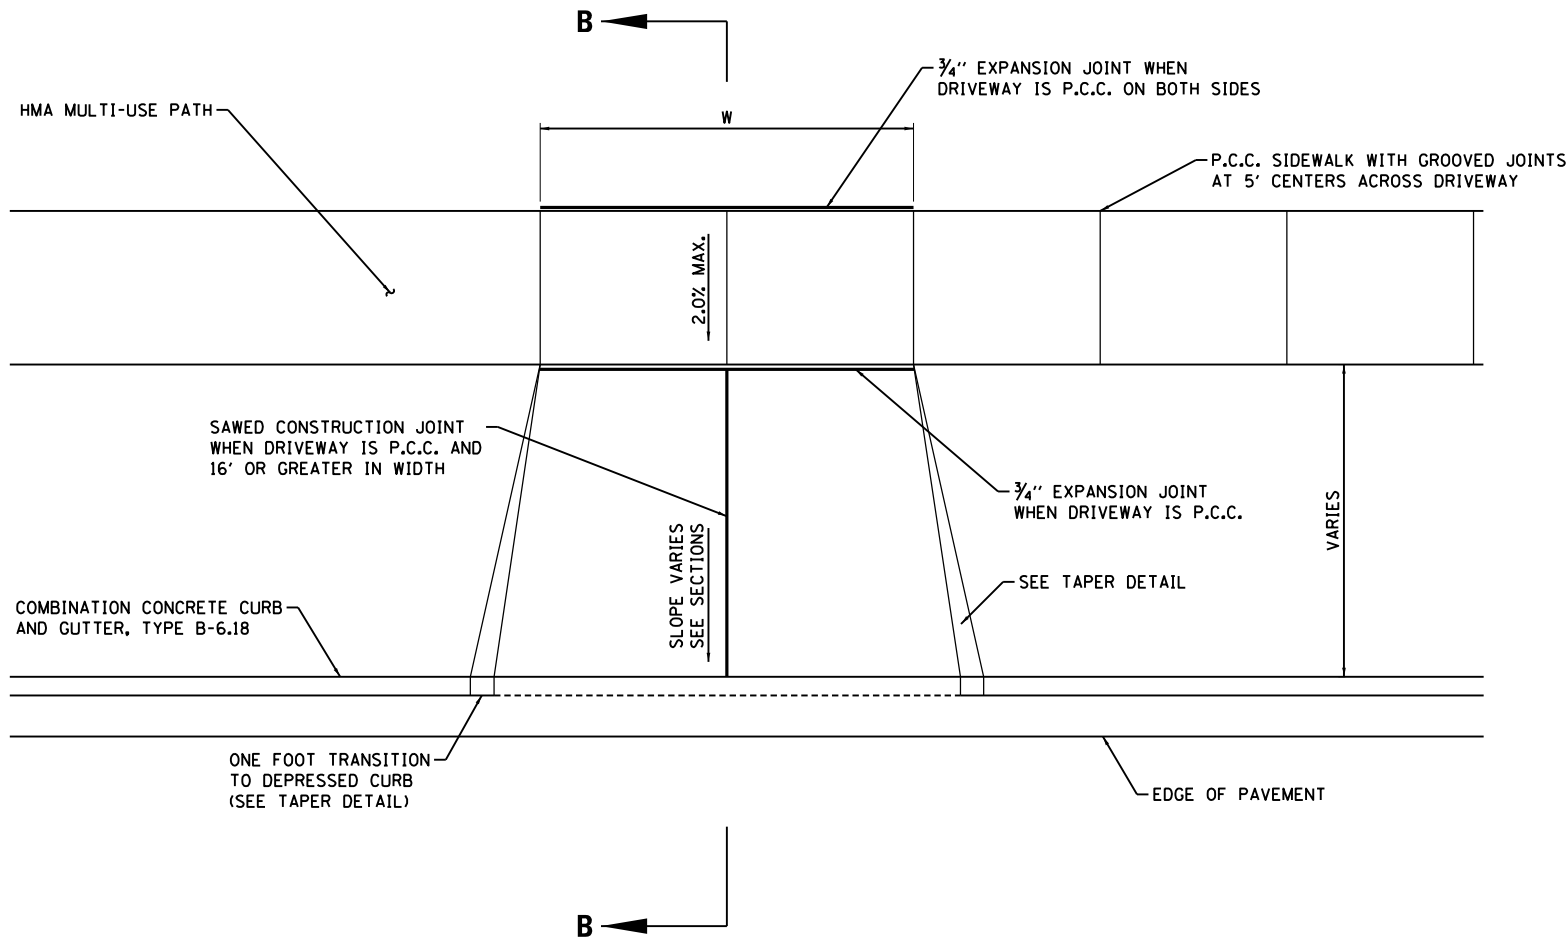 B
¾" EXPANSION JOINT WHEN
DRIVEWAY IS P.C.C. ON BOTH SIDES
HMA MULTI-USE PATH
W
P.C.C. SIDEWALK WITH GROOVED JOINTS
AT 5' CENTERS ACROSS DRIVEWAY
2.0% MAX.
SAWED CONSTRUCTION JOINT
WHEN DRIVEWAY IS P.C.C. AND
16' OR GREATER IN WIDTH
¾" EXPANSION JOINT
WHEN DRIVEWAY IS P.C.C.
VARIES
SLOPE VARIES
SEE SECTIONS
SEE TAPER DETAIL
COMBINATION CONCRETE CURB
AND GUTTER, TYPE B-6.18
ONE FOOT TRANSITION
TO DEPRESSED CURB
(SEE TAPER DETAIL)
EDGE OF PAVEMENT
B